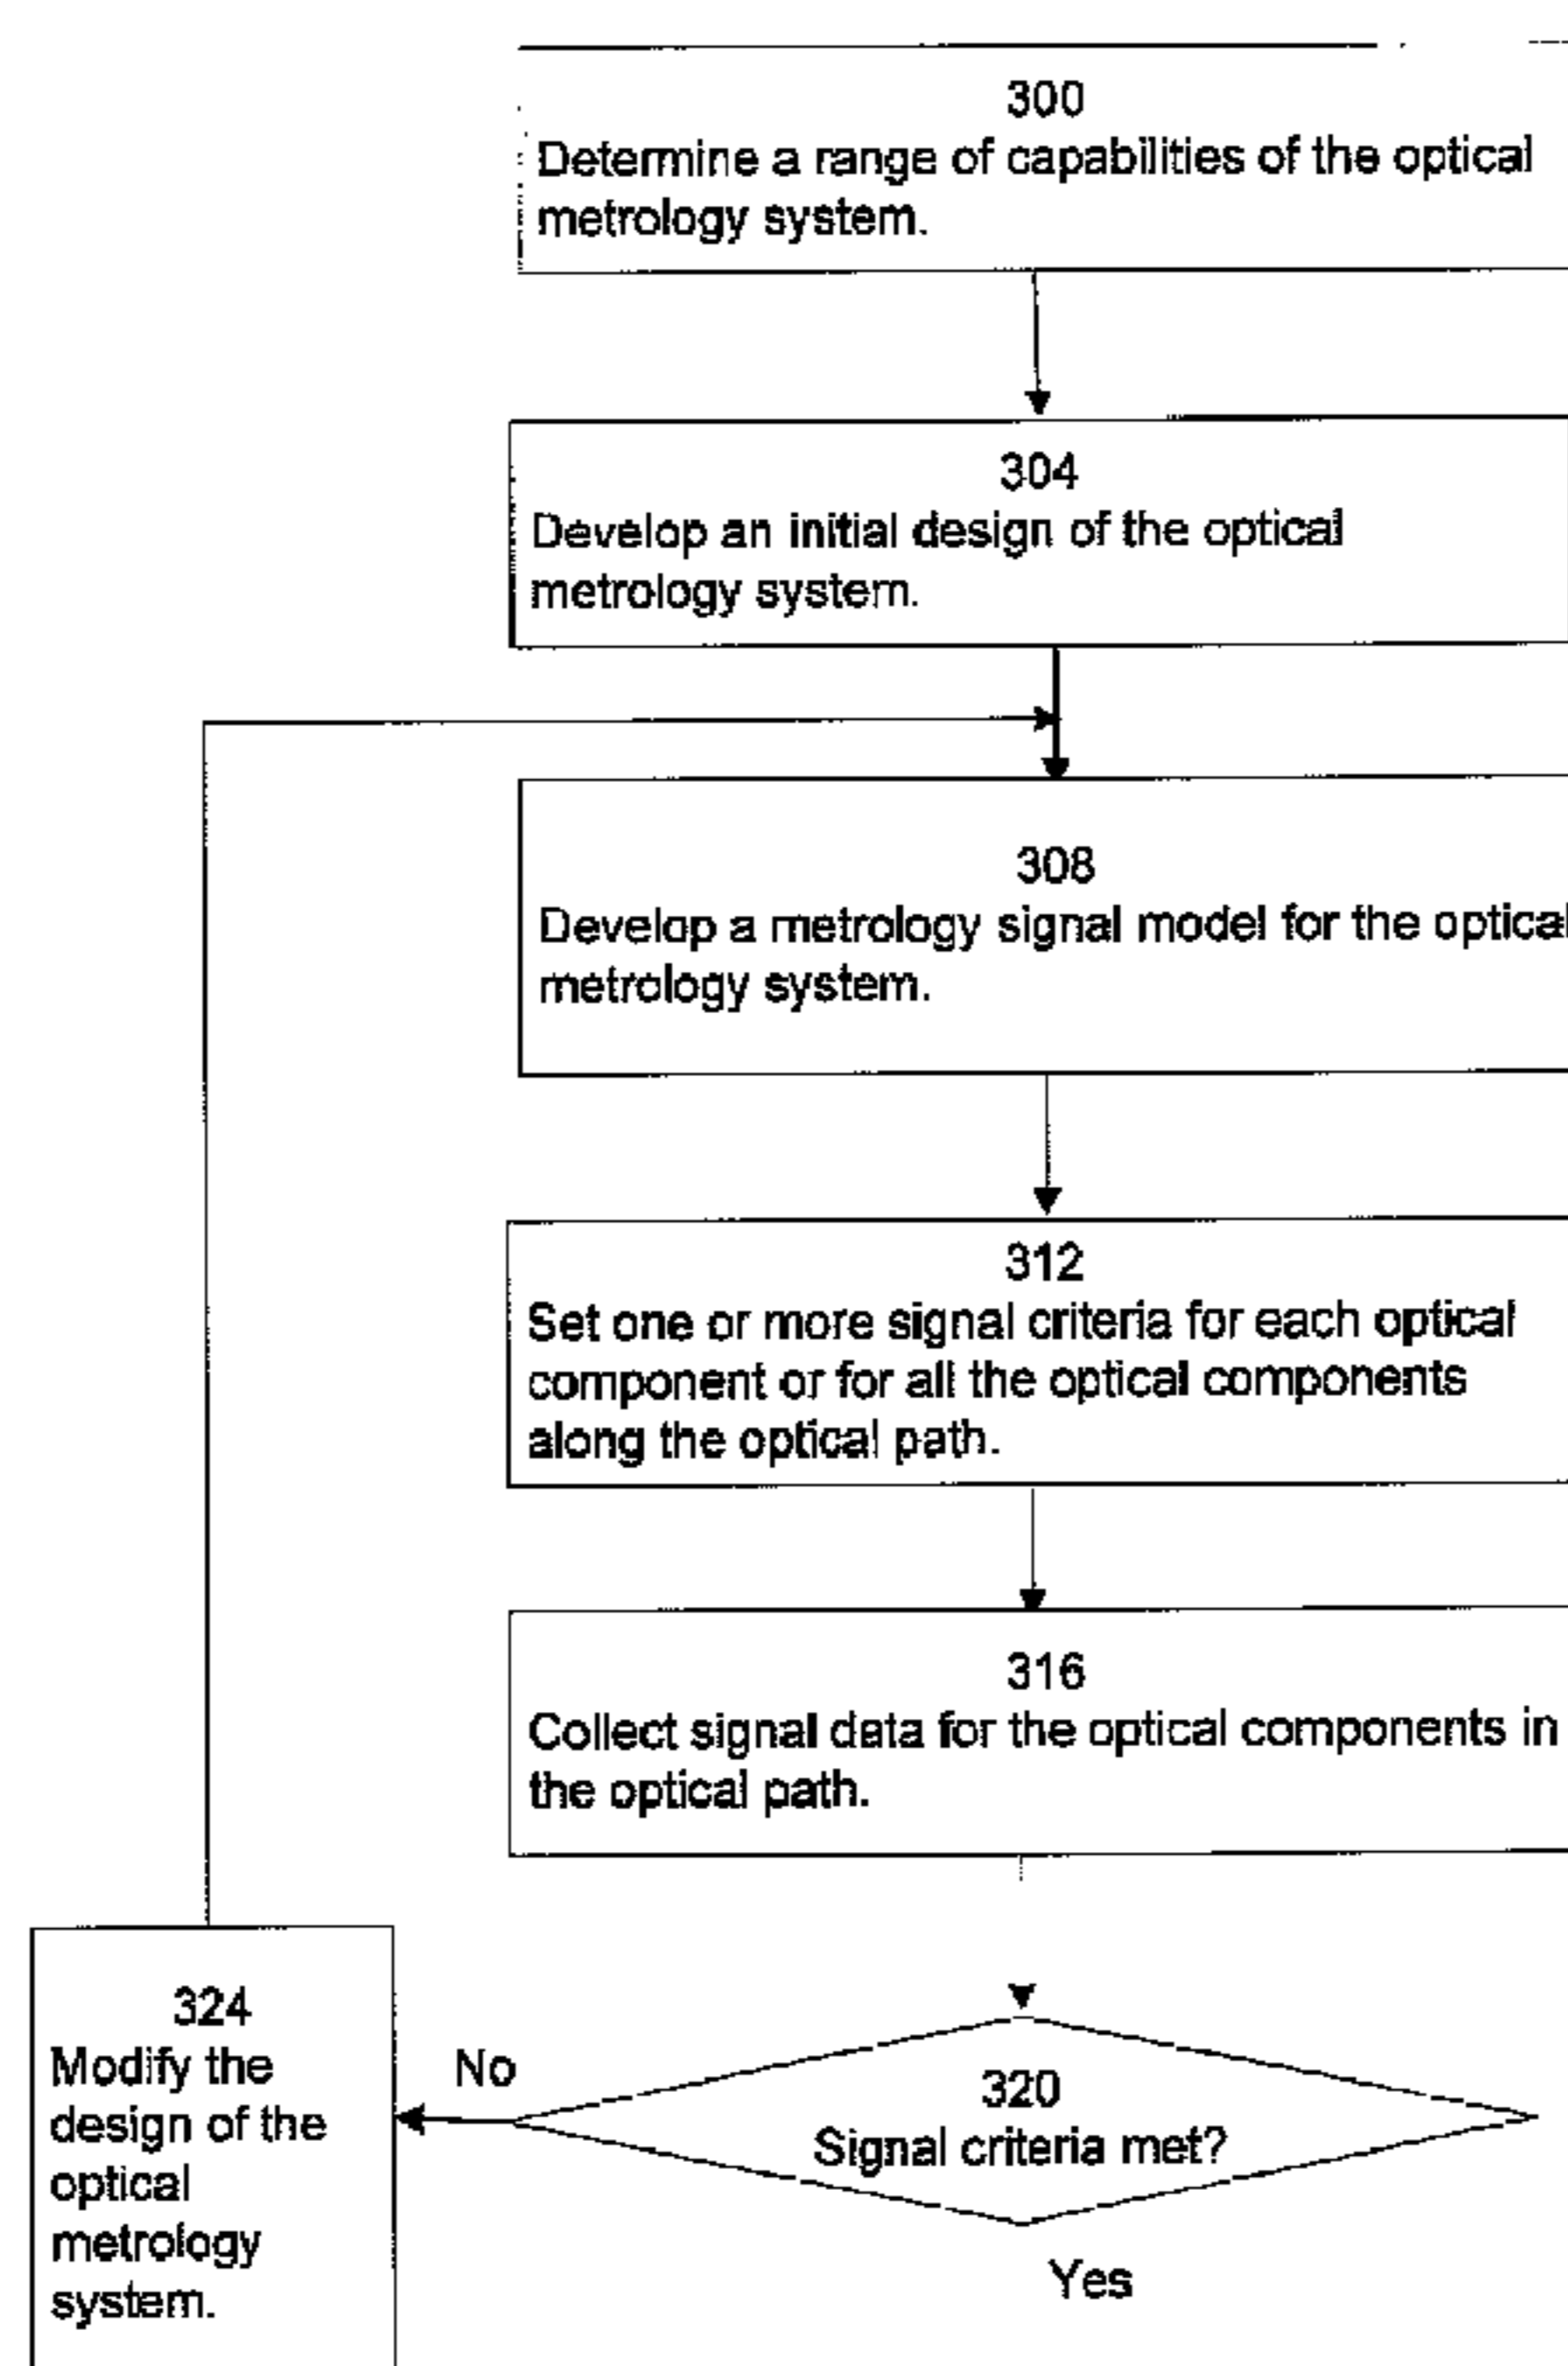 300
Determine a range of capabilities of the optical
metrology system.
304
Develop an initial design of the optical
metrology system.
308
Develop a metrology signal model for the optical
metrology system.
312
Set one or more signal criteria for each optical
component or for all the optical components
along the optical path.
316
Collect signal data for the optical components in
the optical path.
320
Signal criteria met?
No
Yes
324
Modify the
design of the
optical
metrology
system.